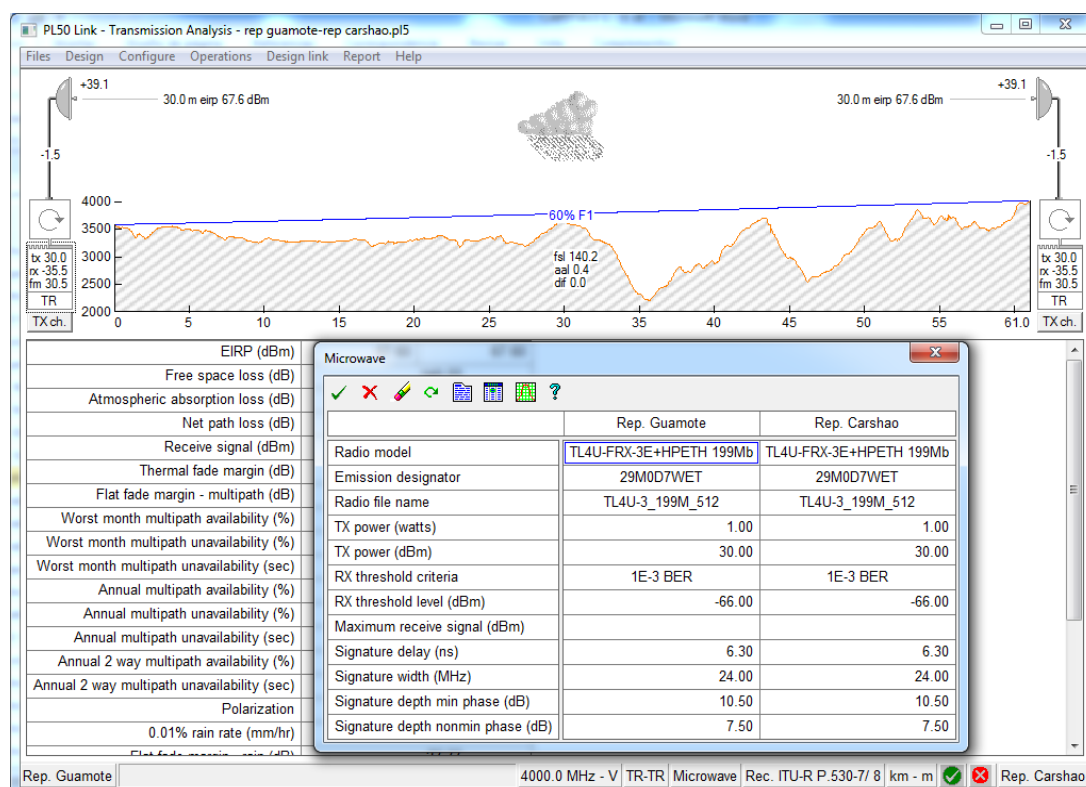 PL50 Link - Transmission Analysis - rep guamote-rep carshao.pl5
Files Design Configure Operations Design link Report Help
+39.1
30.0 m eirp 67.6 dBm
30.0 m eirp 67.6 dBm
+39.1
-1.5
-1.5
4000
3500
3000
2500
2000
60% F1
fsl 140.2
aal 0.4
dif 0.0
tx 30.0
rx -35.5
fm 30.5
TR
TX ch.
tx 30.0
rx -35.5
fm 30.5
TR
TX ch.
0 5 10 15 20 25 30 35 40 45 50 55 61.0
EIRP (dBm)
Free space loss (dB)
Atmospheric absorption loss (dB)
Net path loss (dB)
Receive signal (dBm)
Thermal fade margin (dB)
Flat fade margin - multipath (dB)
Worst month multipath availability (%)
Worst month multipath unavailability (%)
Worst month multipath unavailability (sec)
Annual multipath availability (%)
Annual multipath unavailability (%)
Annual multipath unavailability (sec)
Annual 2 way multipath availability (%)
Annual 2 way multipath unavailability (sec)
Polarization
0.01% rain rate (mm/hr)
Flat fade margin - rain (dB)
Microwave
Rep. Guamote Rep. Carshao
Radio model TL4U-FRX-3E+HPETH 199Mb TL4U-FRX-3E+HPETH 199Mb
Emission designator 29M0D7WET 29M0D7WET
Radio file name TL4U-3_199M_512 TL4U-3_199M_512
TX power (watts) 1.00 1.00
TX power (dBm) 30.00 30.00
RX threshold criteria 1E-3 BER 1E-3 BER
RX threshold level (dBm) -66.00 -66.00
Maximum receive signal (dBm)
Signature delay (ns) 6.30 6.30
Signature width (MHz) 24.00 24.00
Signature depth min phase (dB) 10.50 10.50
Signature depth nonmin phase (dB) 7.50 7.50
Rep. Guamote 4000.0 MHz - V TR-TR Microwave Rec. ITU-R P.530-7/ 8 km - m Rep. Carshao